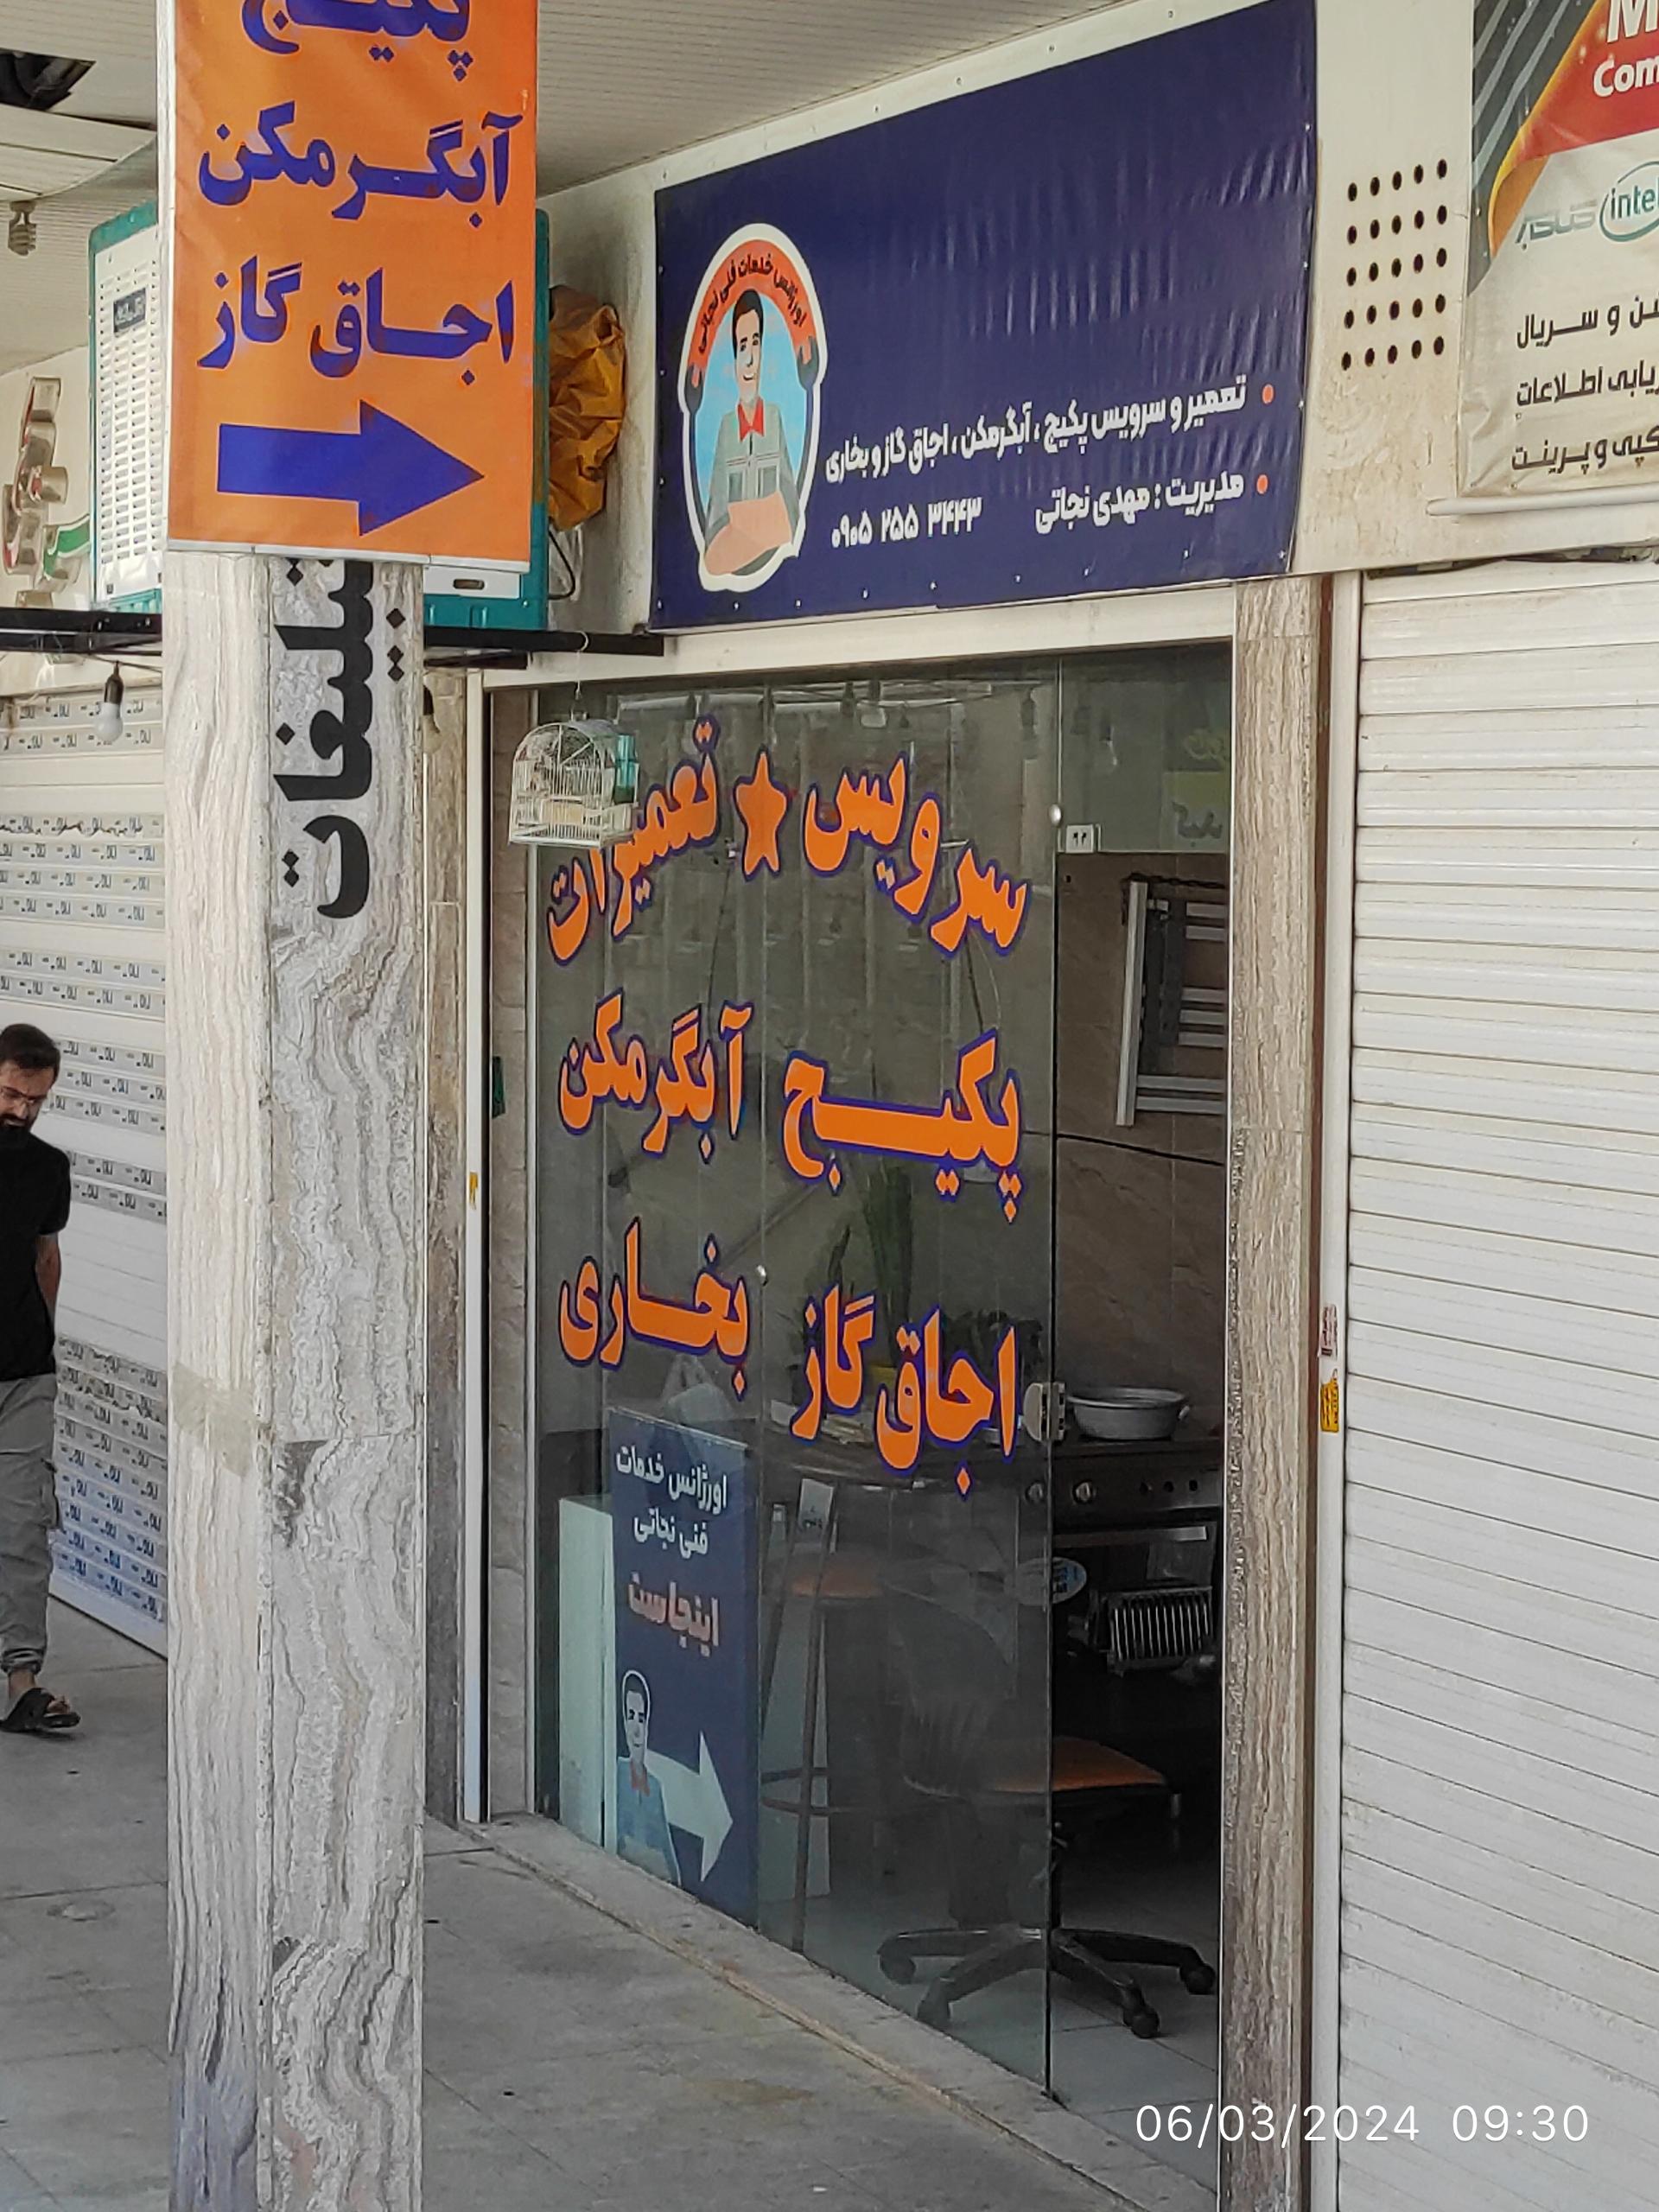 پکیج
آبگرمکن
اجاق گاز
تبلیغات
اورژانس خدمات فنی نجاتی
تعمیر و سرویس پکیج ، آبگرمکن ، اجاق گاز و بخاری
مدیریت : مهدی نجاتی ۰۹۰۵ ۲۵۵ ۳۴۴۳
Com
intel
و سریال
اطلاعات
کپی و پرینت
سرویس ★ تعمیرات
پکیج آبگرمکن
اجاق گاز بخاری
اورژانس خدمات
فنی نجاتی
اینجاست
06/03/2024 09:30